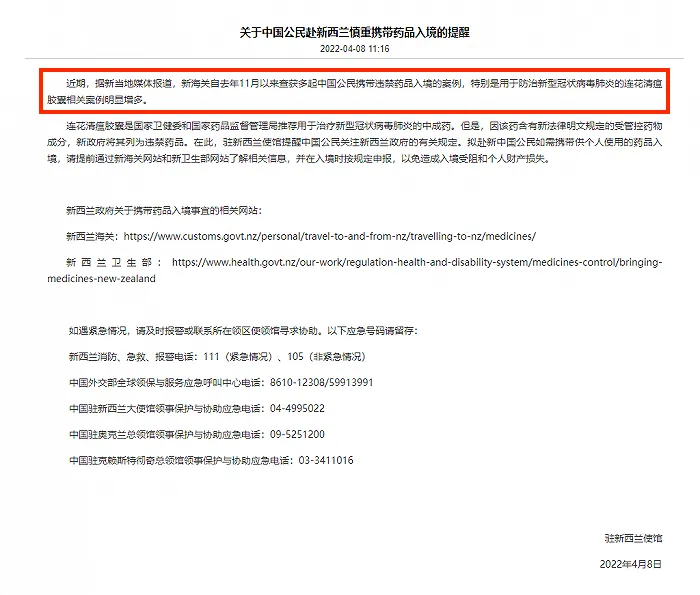 关于中国公民赴新西兰慎重携带药品入境的提醒
2022-04-08 11:16
近期，据新当地媒体报道，新海关自去年11月以来查获多起中国公民携带违禁药品入境的案例，特别是用于防治新型冠状病毒肺炎的连花清瘟
胶囊相关案例明显增多。
连花清瘟胶囊是国家卫健委和国家药品监督管理局推荐用于治疗新型冠状病毒肺炎的中成药。但是，因该药含有新法律明文规定的受管控药物
成分，新政府将其列为违禁药品。在此，驻新西兰使馆提醒中国公民关注新西兰政府的有关规定。拟赴新中国公民如需携带供个人使用的药品入
境，请提前通过新海关网站和新卫生部网站了解相关信息，并在入境时按规定申报，以免造成入境受阻和个人财产损失。
新西兰政府关于携带药品入境事宜的相关网站：
新西兰海关：https://www.customs.govt.nz/personal/travel-to-and-from-nz/travelling-to-nz/medicines/
新西兰卫生部：https://www.health.govt.nz/our-work/regulation-health-and-disability-system/medicines-control/bringing-
medicines-new-zealand
如遇紧急情况，请及时报警或联系所在领区使领馆寻求协助。以下应急号码请留存：
新西兰消防、急救、报警电话：111（紧急情况）、105（非紧急情况）
中国外交部全球领保与服务应急呼叫中心电话：8610-12308/59913991
中国驻新西兰大使馆领事保护与协助应急电话：04-4995022
中国驻奥克兰总领馆领事保护与协助应急电话：09-5251200
中国驻克赖斯特彻奇总领馆领事保护与协助应急电话：03-3411016
驻新西兰使馆
2022年4月8日